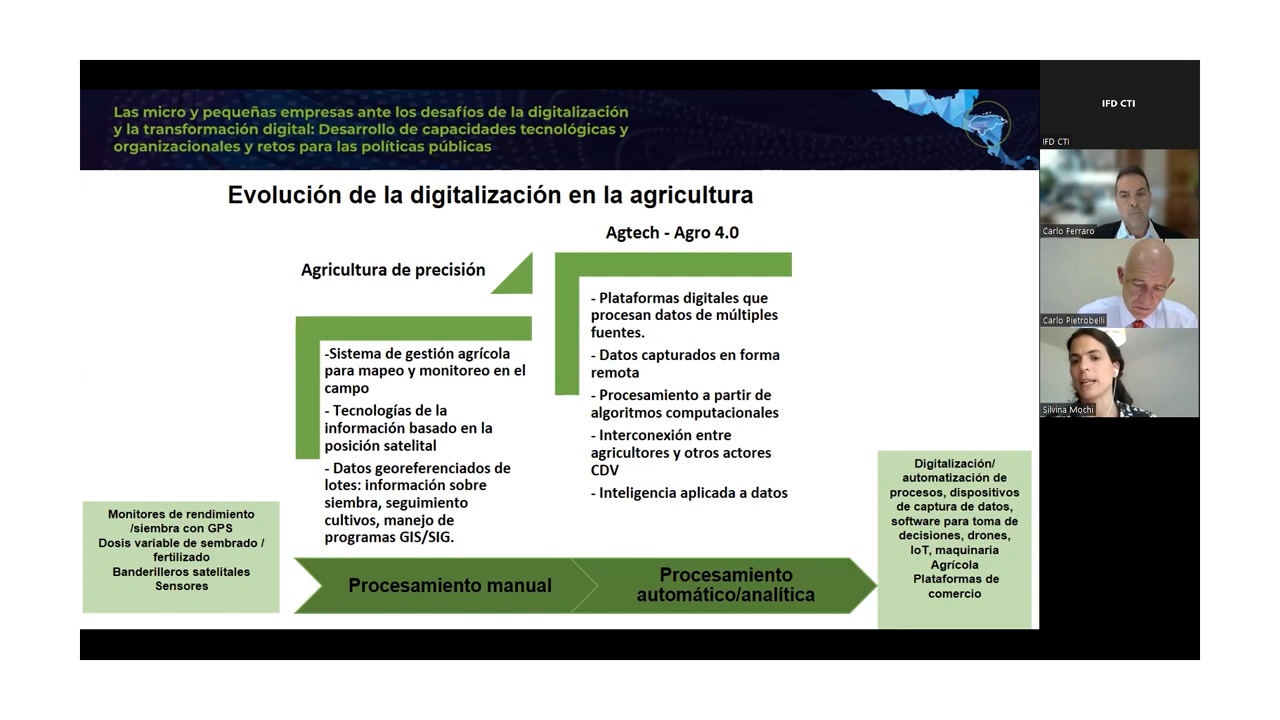 Las micro y pequeñas empresas ante los desafíos de la digitalización
y la transformación digital: Desarrollo de capacidades tecnológicas y
organizacionales y retos para las políticas públicas
Evolución de la digitalización en la agricultura
Agtech - Agro 4.0
Agricultura de precisión
-Sistema de gestión agrícola
para mapeo y monitoreo en el
campo
- Tecnologías de la
información basado en la
posición satelital
- Datos georeferenciados de
lotes: información sobre
siembra, seguimiento
cultivos, manejo de
programas GIS/SIG.
- Plataformas digitales que
procesan datos de múltiples
fuentes.
- Datos capturados en forma
remota
- Procesamiento a partir de
algoritmos computacionales
- Interconexión entre
agricultores y otros actores
CDV
- Inteligencia aplicada a datos
Monitores de rendimiento
/siembra con GPS
Dosis variable de sembrado /
fertilizado
Banderilleros satelitales
Sensores
Procesamiento manual
Procesamiento
automático/analítica
Digitalización/
automatización de
procesos, dispositivos
de captura de datos,
software para toma de
decisiones, drones,
IoT, maquinaria
Agrícola
Plataformas de
comercio
IFD CTI
IFD CTI
Carlo Ferraro
Carlo Pietrobelli
Silvina Mochi